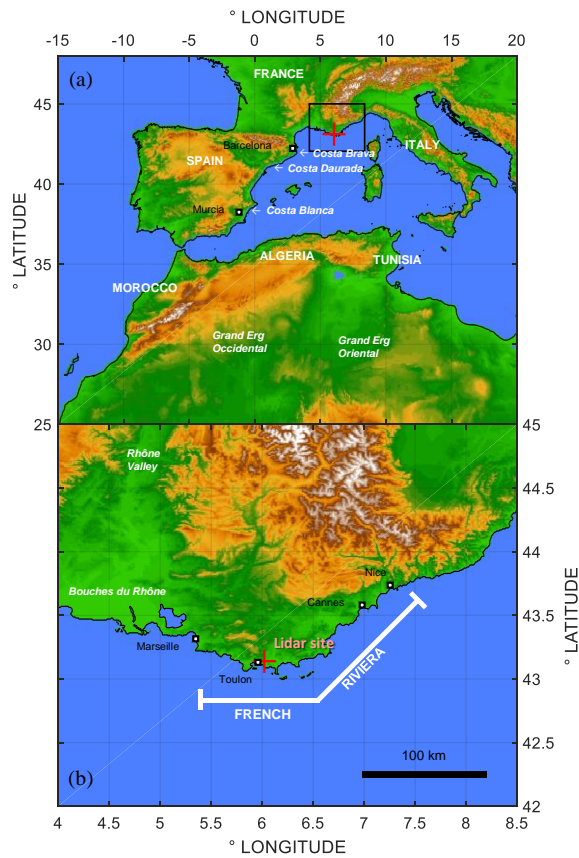 ° LONGITUDE
-15 -10 -5 0 5 10 15 20
(a)
FRANCE
45
Barcelona
Costa Brava
ITALY
SPAIN
Costa Daurada
40
Murcia
← Costa Blanca
° LATITUDE
ALGERIA
35
TUNISIA
MOROCCO
Grand Erg
Occidental
Grand Erg
Oriental
30
25
45
Rhône
Valley
44.5
44
Nice
Bouches du Rhône
Cannes
43.5
° LATITUDE
Marseille
Lidar site
Toulon
43
RIVIERA
FRENCH
100 km
42.5
(b)
42
4 4.5 5 5.5 6 6.5 7 7.5 8 8.5
° LONGITUDE